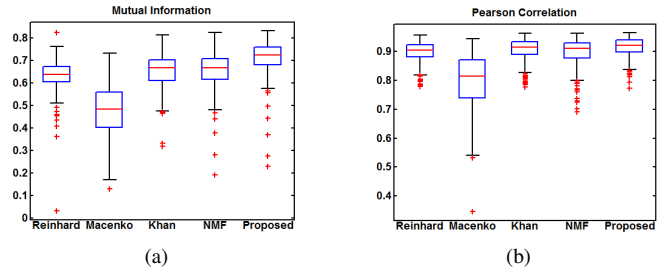 Mutual Information
0.8
0.7
0.6
0.5
0.4
0.3
0.2
0.1
0
Reinhard Macenko Khan NMF Proposed
(a)
Pearson Correlation
0.9
0.8
0.7
0.6
0.5
0.4
Reinhard Macenko Khan NMF Proposed
(b)